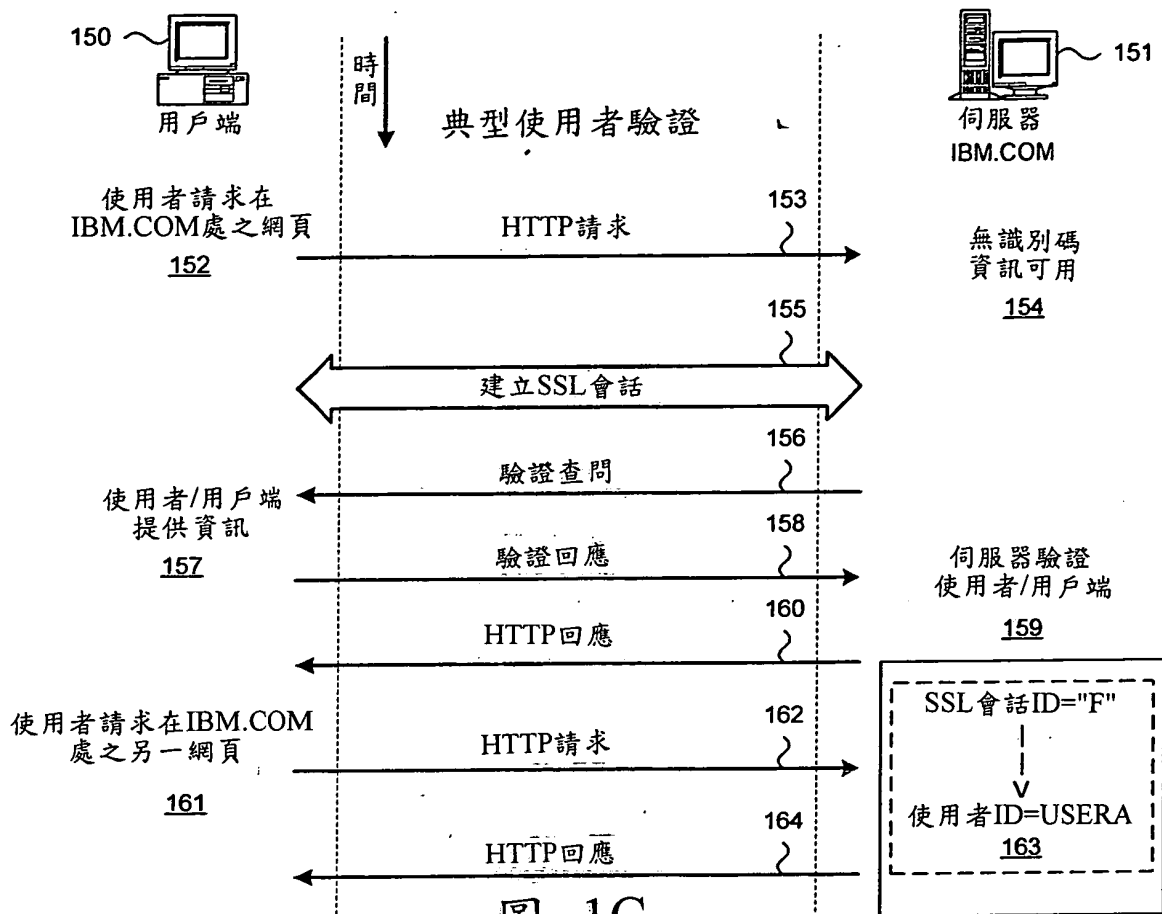 150
151
用戶端
時間
典型使用者驗證
伺服器
IBM.COM
使用者請求在
IBM.COM處之網頁
152
HTTP請求
153
無識別碼
資訊可用
154
155
建立SSL會話
156
驗證查問
使用者/用戶端
提供資訊
157
158
驗證回應
伺服器驗證
使用者/用戶端
159
160
HTTP回應
使用者請求在IBM.COM
處之另一網頁
161
162
HTTP請求
SSL會話ID="F"
使用者ID=USERA
163
164
HTTP回應
圖 1C